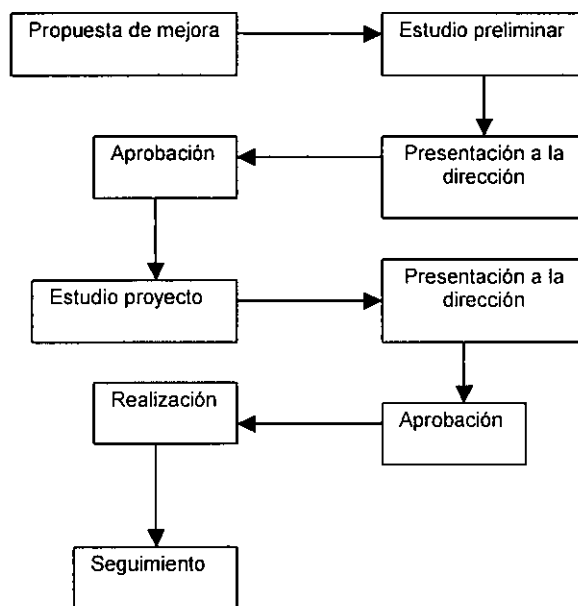 Propuesta de mejora
Estudio preliminar
Presentación a la
dirección
Aprobación
Estudio proyecto
Presentación a la
dirección
Aprobación
Realización
Seguimiento